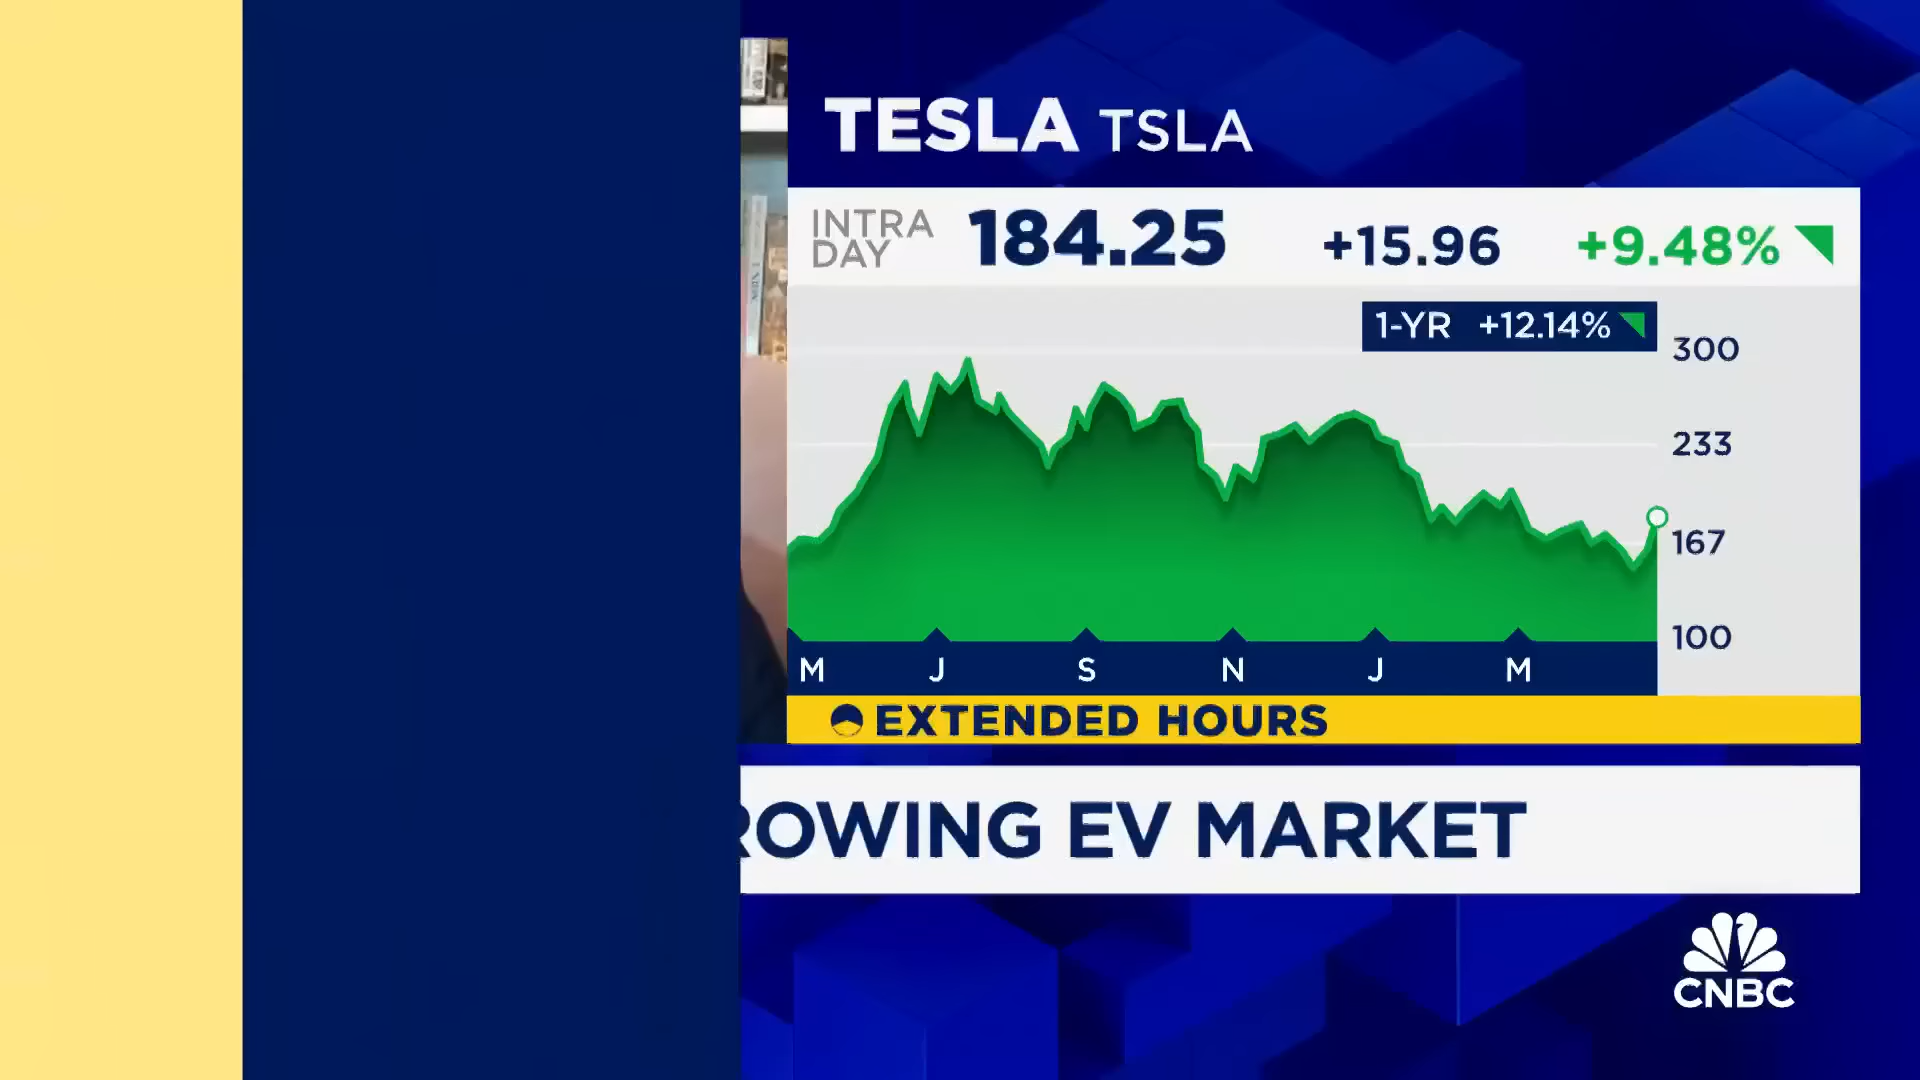 TESLA TSLA
INTRA DAY 184.25 +15.96 +9.48%
1-YR +12.14%
300
233
167
100
M J S N J M
EXTENDED HOURS
ROWING EV MARKET
CNBC